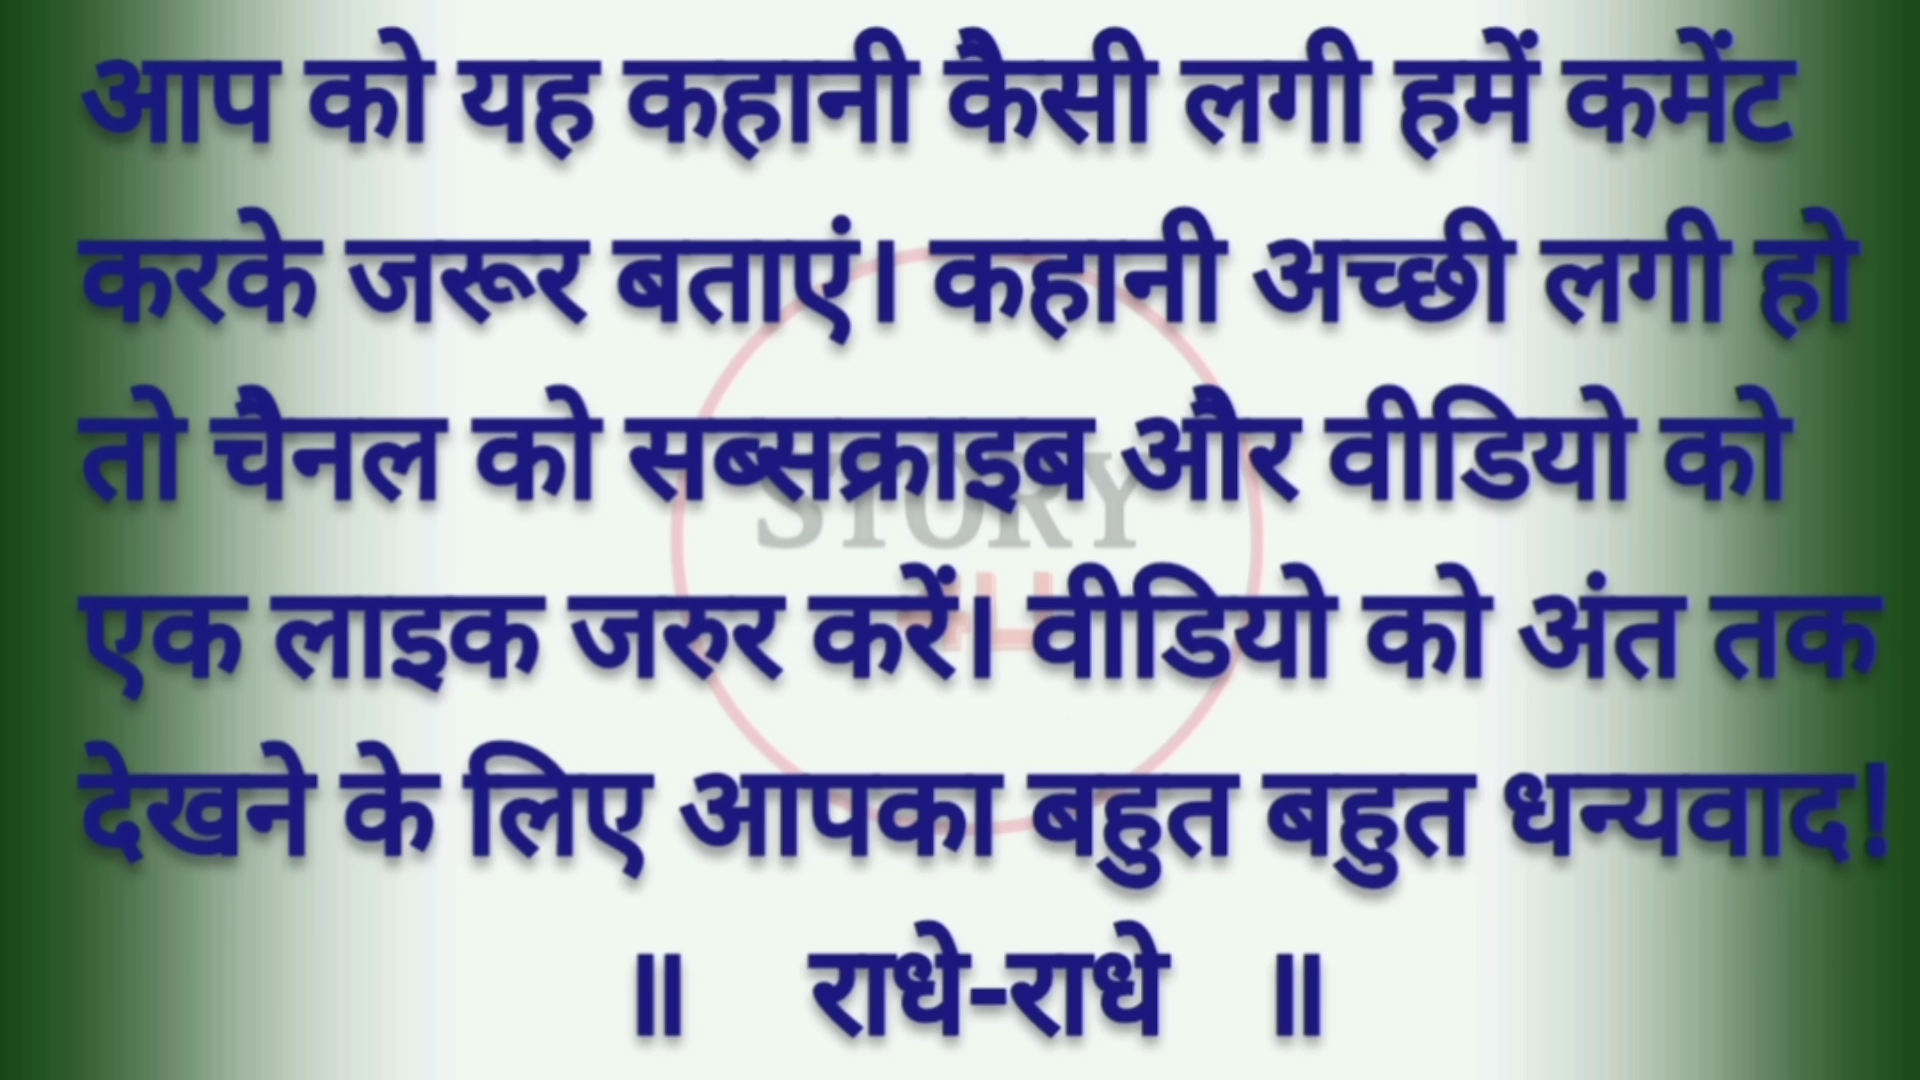 आप को यह कहानी कैसी लगी हमें कमेंट
करके जरूर बताएं। कहानी अच्छी लगी हो
तो चैनल को सब्सक्राइब और वीडियो को
STORY
एक लाइक जरुर करें। वीडियो को अंत तक
देखने के लिए आपका बहुत बहुत धन्यवाद!
॥ राधे-राधे ॥